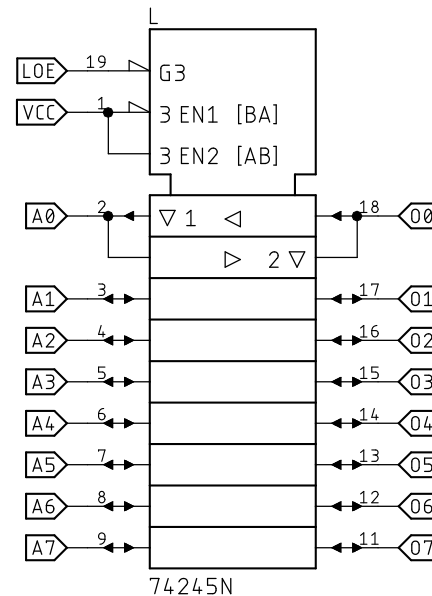 L
LOE 19 G3
VCC 1 3 EN1 [BA]
3 EN2 [AB]
A0 2 1 18 O0
2
A1 3 17 O1
A2 4 16 O2
A3 5 15 O3
A4 6 14 O4
A5 7 13 O5
A6 8 12 O6
A7 9 11 O7
74245N